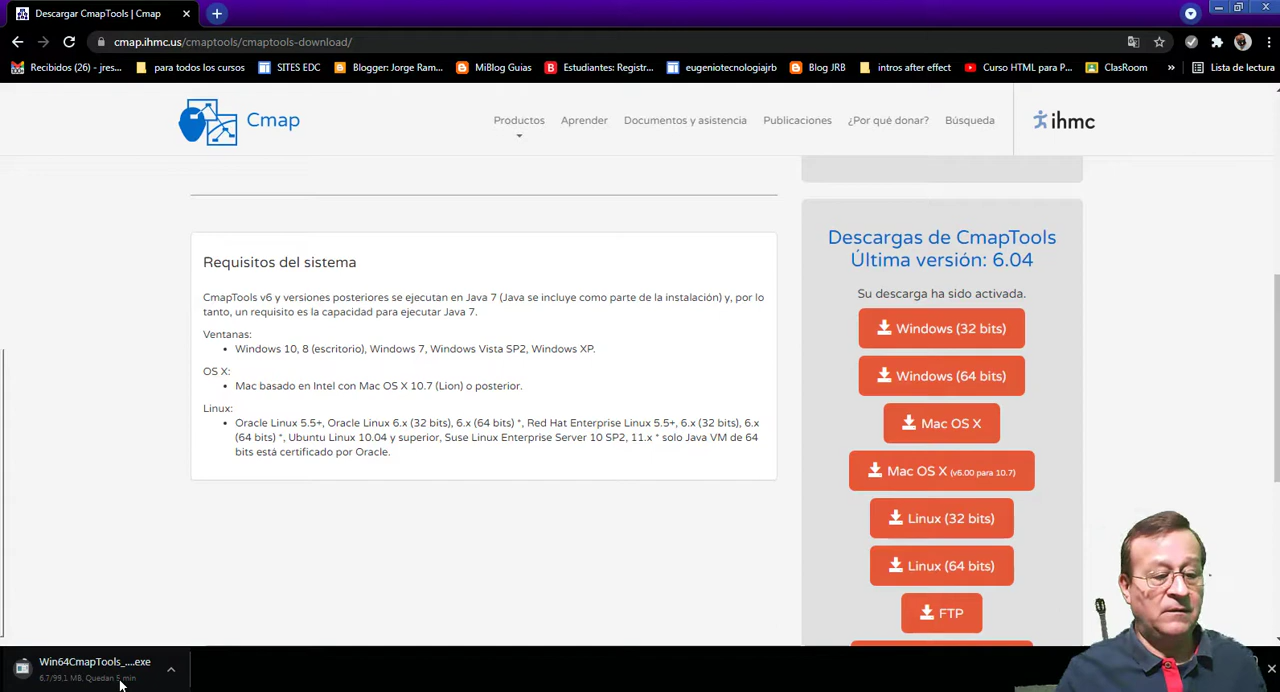 Descargar CmapTools | Cmap
cmap.ihmc.us/cmaptools/cmaptools-download/
Recibidos (26) - jres...
para todos los cursos
SITES EDC
Blogger: Jorge Ram...
MiBlog Guias
Estudiantes: Registr...
eugeniotecnologiajrb
Blog JRB
intros after effect
Curso HTML para P...
ClasRoom
»
Lista de lectura
Cmap
Productos
Aprender
Documentos y asistencia
Publicaciones
¿Por qué donar?
Búsqueda
ihmc
Requisitos del sistema
CmapTools v6 y versiones posteriores se ejecutan en Java 7 (Java se incluye como parte de la instalación) y, por lo
tanto, un requisito es la capacidad para ejecutar Java 7.
Ventanas:
• Windows 10, 8 (escritorio), Windows 7, Windows Vista SP2, Windows XP.
OS X:
• Mac basado en Intel con Mac OS X 10.7 (Lion) o posterior.
Linux:
• Oracle Linux 5.5+, Oracle Linux 6.x (32 bits), 6.x (64 bits) *, Red Hat Enterprise Linux 5.5+, 6.x (32 bits), 6.x
(64 bits) *, Ubuntu Linux 10.04 y superior, Suse Linux Enterprise Server 10 SP2, 11.x * solo Java VM de 64
bits está certificado por Oracle.
Descargas de CmapTools
Última versión: 6.04
Su descarga ha sido activada.
Windows (32 bits)
Windows (64 bits)
Mac OS X
Mac OS X (v6.00 para 10.7)
Linux (32 bits)
Linux (64 bits)
FTP
Win64CmapTools_....exe
6.7/99.1 MB. Quedan 5 min